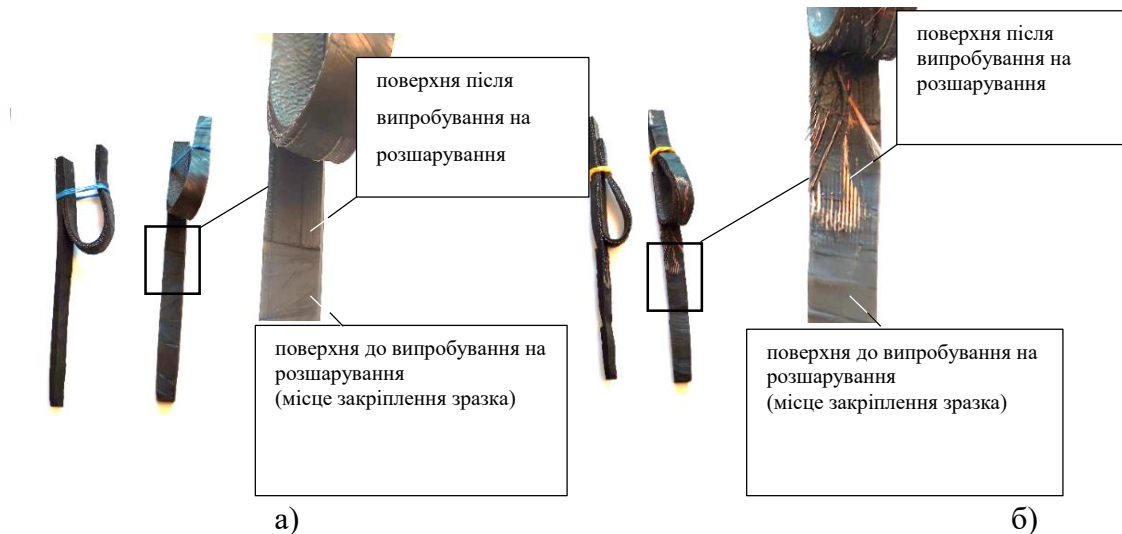 поверхня після
випробування на
розшарування
поверхня до випробування на
розшарування
(місце закріплення зразка)
а)
поверхня після
випробування на
розшарування
поверхня до випробування на
розшарування
(місце закріплення зразка)
б)